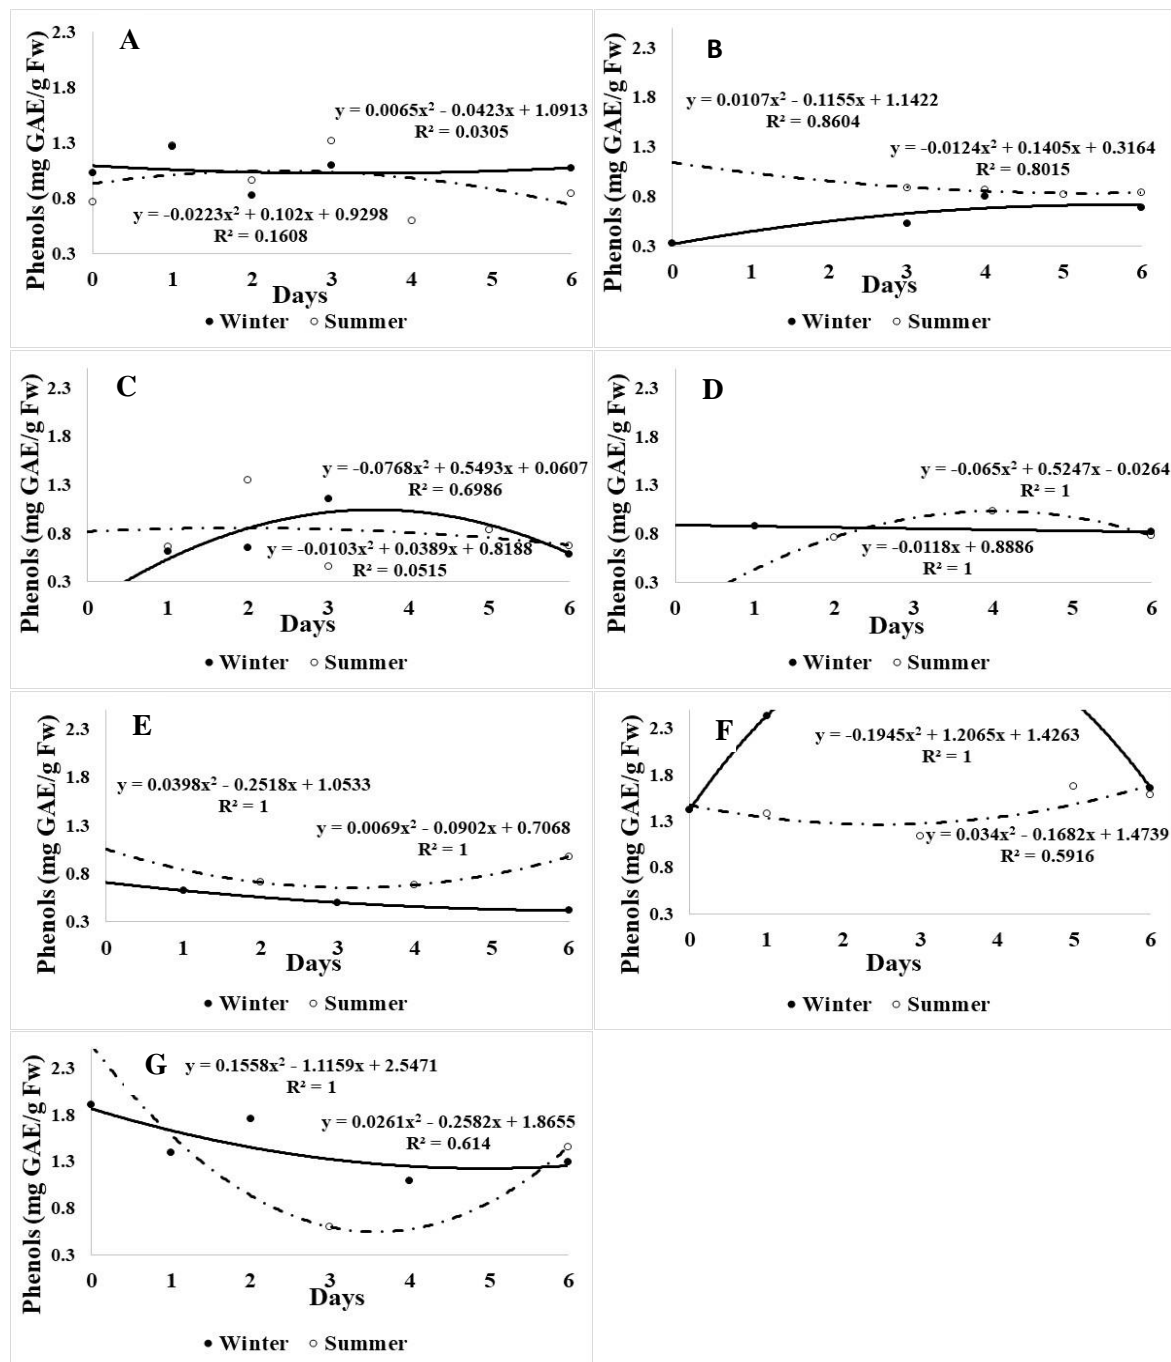 A
Phenols (mg GAE/g Fw)
2.3
1.8
1.3
0.8
0.3
y = 0.0065x² - 0.0423x + 1.0913
R² = 0.0305
y = -0.0223x² + 0.102x + 0.9298
R² = 0.1608
0 1 2 3 4 5 6
Days
Winter Summer
B
Phenols (mg GAE/g Fw)
2.3
1.8
1.3
0.8
0.3
y = 0.0107x² - 0.1155x + 1.1422
R² = 0.8604
y = -0.0124x² + 0.1405x + 0.3164
R² = 0.8015
0 1 2 3 4 5 6
Days
Winter Summer
C
Phenols (mg GAE/g Fw)
2.3
1.8
1.3
0.8
0.3
y = -0.0768x² + 0.5493x + 0.0607
R² = 0.6986
y = -0.0103x² + 0.0389x + 0.8188
R² = 0.0515
0 1 2 3 4 5 6
Days
Winter Summer
D
Phenols (mg GAE/g Fw)
2.3
1.8
1.3
0.8
0.3
y = -0.065x² + 0.5247x - 0.0264
R² = 1
y = -0.0118x + 0.8886
R² = 1
0 1 2 3 4 5 6
Days
Winter Summer
E
Phenols (mg GAE/g Fw)
2.3
1.8
1.3
0.8
0.3
y = 0.0398x² - 0.2518x + 1.0533
R² = 1
y = 0.0069x² - 0.0902x + 0.7068
R² = 1
0 1 2 3 4 5 6
Days
Winter Summer
F
Phenols (mg GAE/g Fw)
2.3
1.8
1.3
0.8
0.3
y = -0.1945x² + 1.2065x + 1.4263
R² = 1
y = 0.034x² - 0.1682x + 1.4739
R² = 0.5916
0 1 2 3 4 5 6
Days
Winter Summer
G
Phenols (mg GAE/g Fw)
2.3
1.8
1.3
0.8
0.3
y = 0.1558x² - 1.1159x + 2.5471
R² = 1
y = 0.0261x² - 0.2582x + 1.8655
R² = 0.614
0 1 2 3 4 5 6
Days
Winter Summer